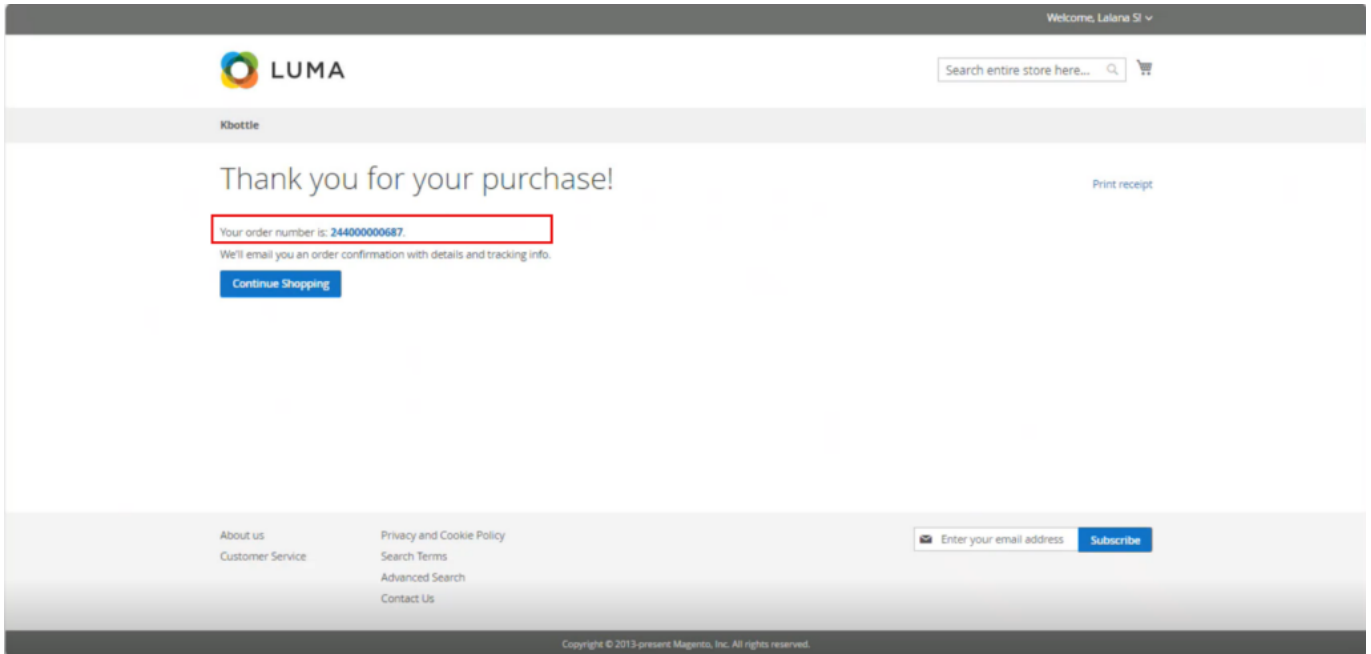 Welcome, Lalana S!
LUMA
Search entire store here...
Kbottle
Thank you for your purchase!
Print receipt
Your order number is: 244000000687.
We'll email you an order confirmation with details and tracking info.
Continue Shopping
About us
Privacy and Cookie Policy
Enter your email address
Subscribe
Customer Service
Search Terms
Advanced Search
Contact Us
Copyright © 2013-present Magento, Inc. All rights reserved.